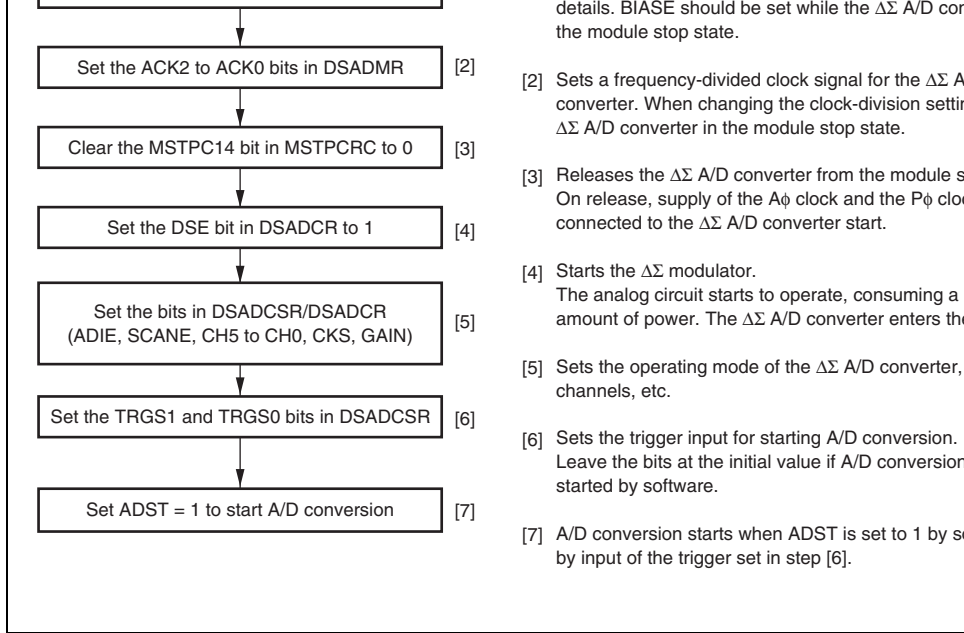 details. BIASE should be set while the ΔΣ A/D
the module stop state.
Set the ACK2 to ACK0 bits in DSADMR [2]
[2] Sets a frequency-divided clock signal for the ΔΣ
converter. When changing the clock-division
ΔΣ A/D converter in the module stop state.
Clear the MSTPC14 bit in MSTPCRC to 0 [3]
[3] Releases the ΔΣ A/D converter from the module
On release, supply of the Aϕ clock and the Pϕ
connected to the ΔΣ A/D converter start.
Set the DSE bit in DSADCR to 1 [4]
[4] Starts the ΔΣ modulator.
The analog circuit starts to operate, consuming a
amount of power. The ΔΣ A/D converter enters
Set the bits in DSADCSR/DSADCR
(ADIE, SCANE, CH5 to CH0, CKS, GAIN) [5]
[5] Sets the operating mode of the ΔΣ A/D converter,
channels, etc.
Set the TRGS1 and TRGS0 bits in DSADCSR [6]
[6] Sets the trigger input for starting A/D conversion.
Leave the bits at the initial value if A/D conversion
started by software.
Set ADST = 1 to start A/D conversion [7]
[7] A/D conversion starts when ADST is set to 1 by
by input of the trigger set in step [6].